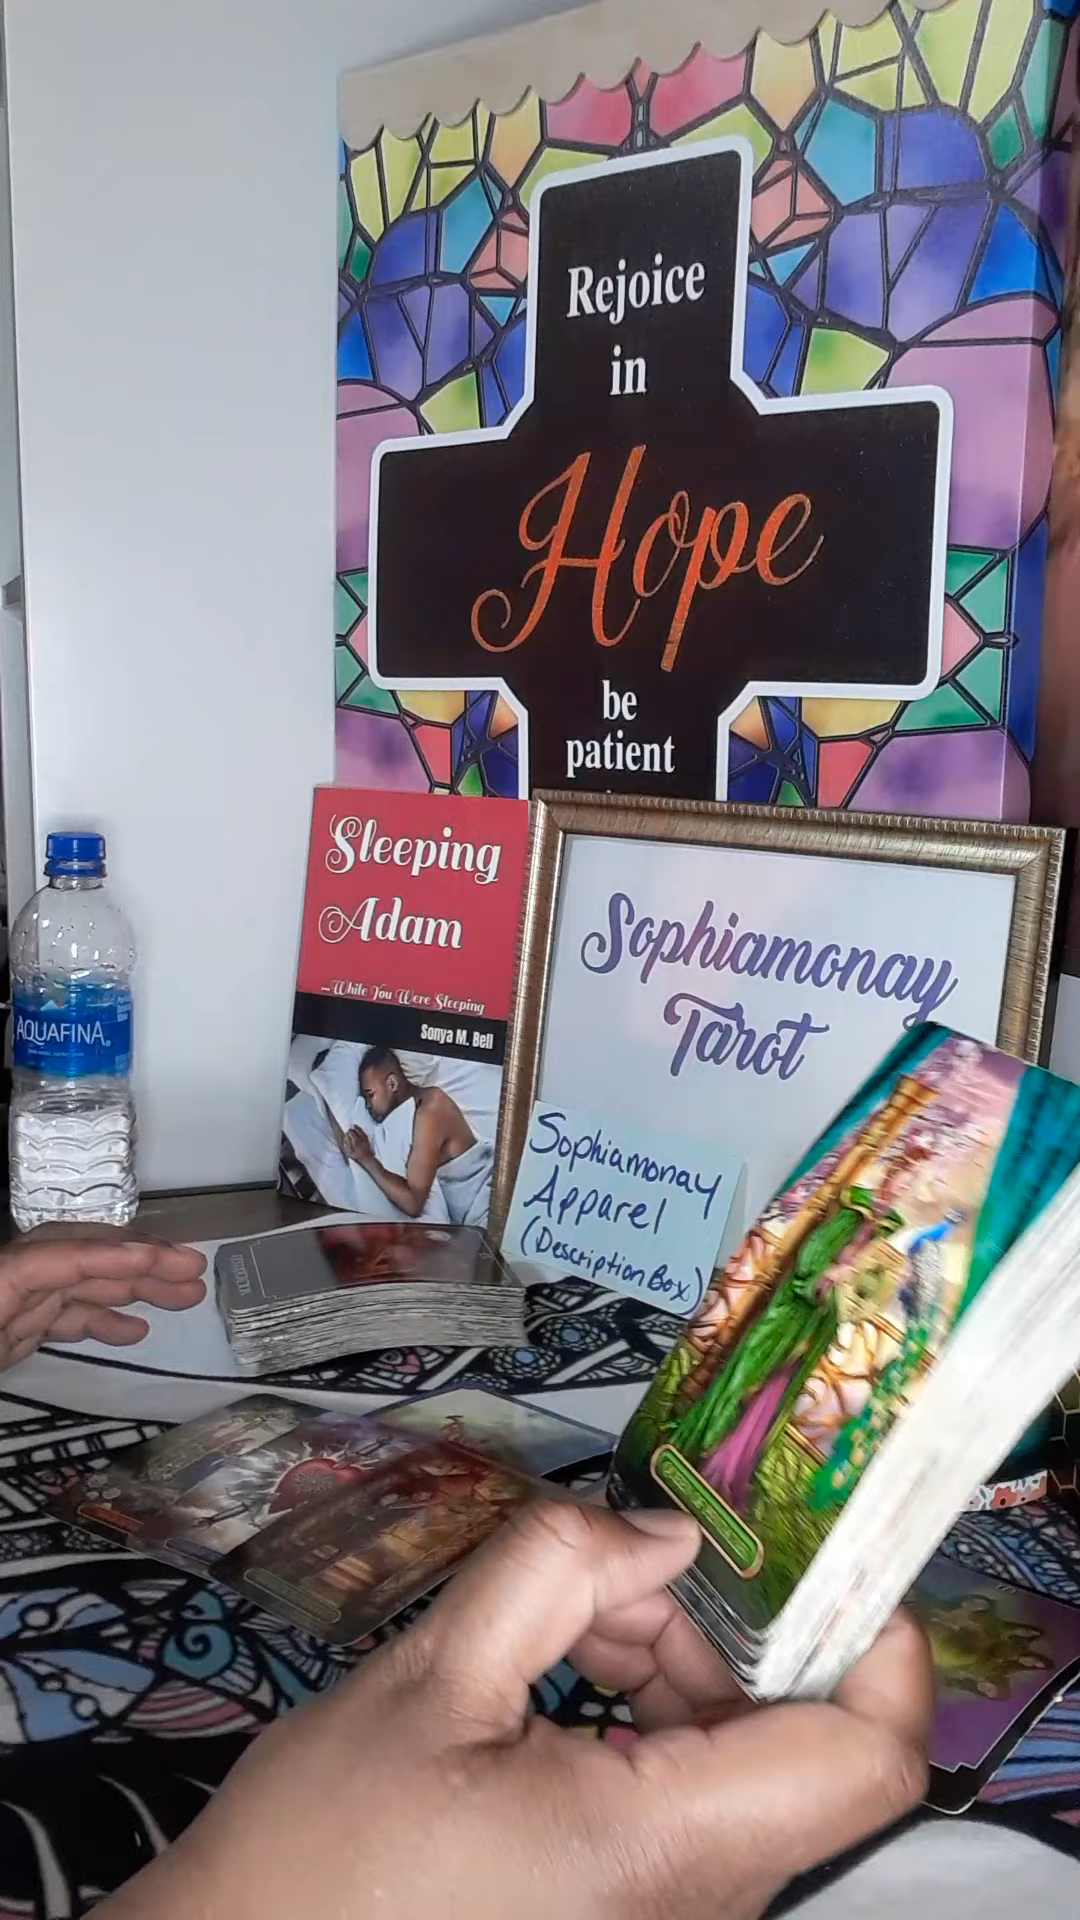 Rejoice
in
Hope
be
patient
Sleeping
Adam
...While You Were Sleeping
Sonya M. Bell
AQUAFINA
Sophiamonay
Tarot
Sophiamonay
Apparel
(Description Box)